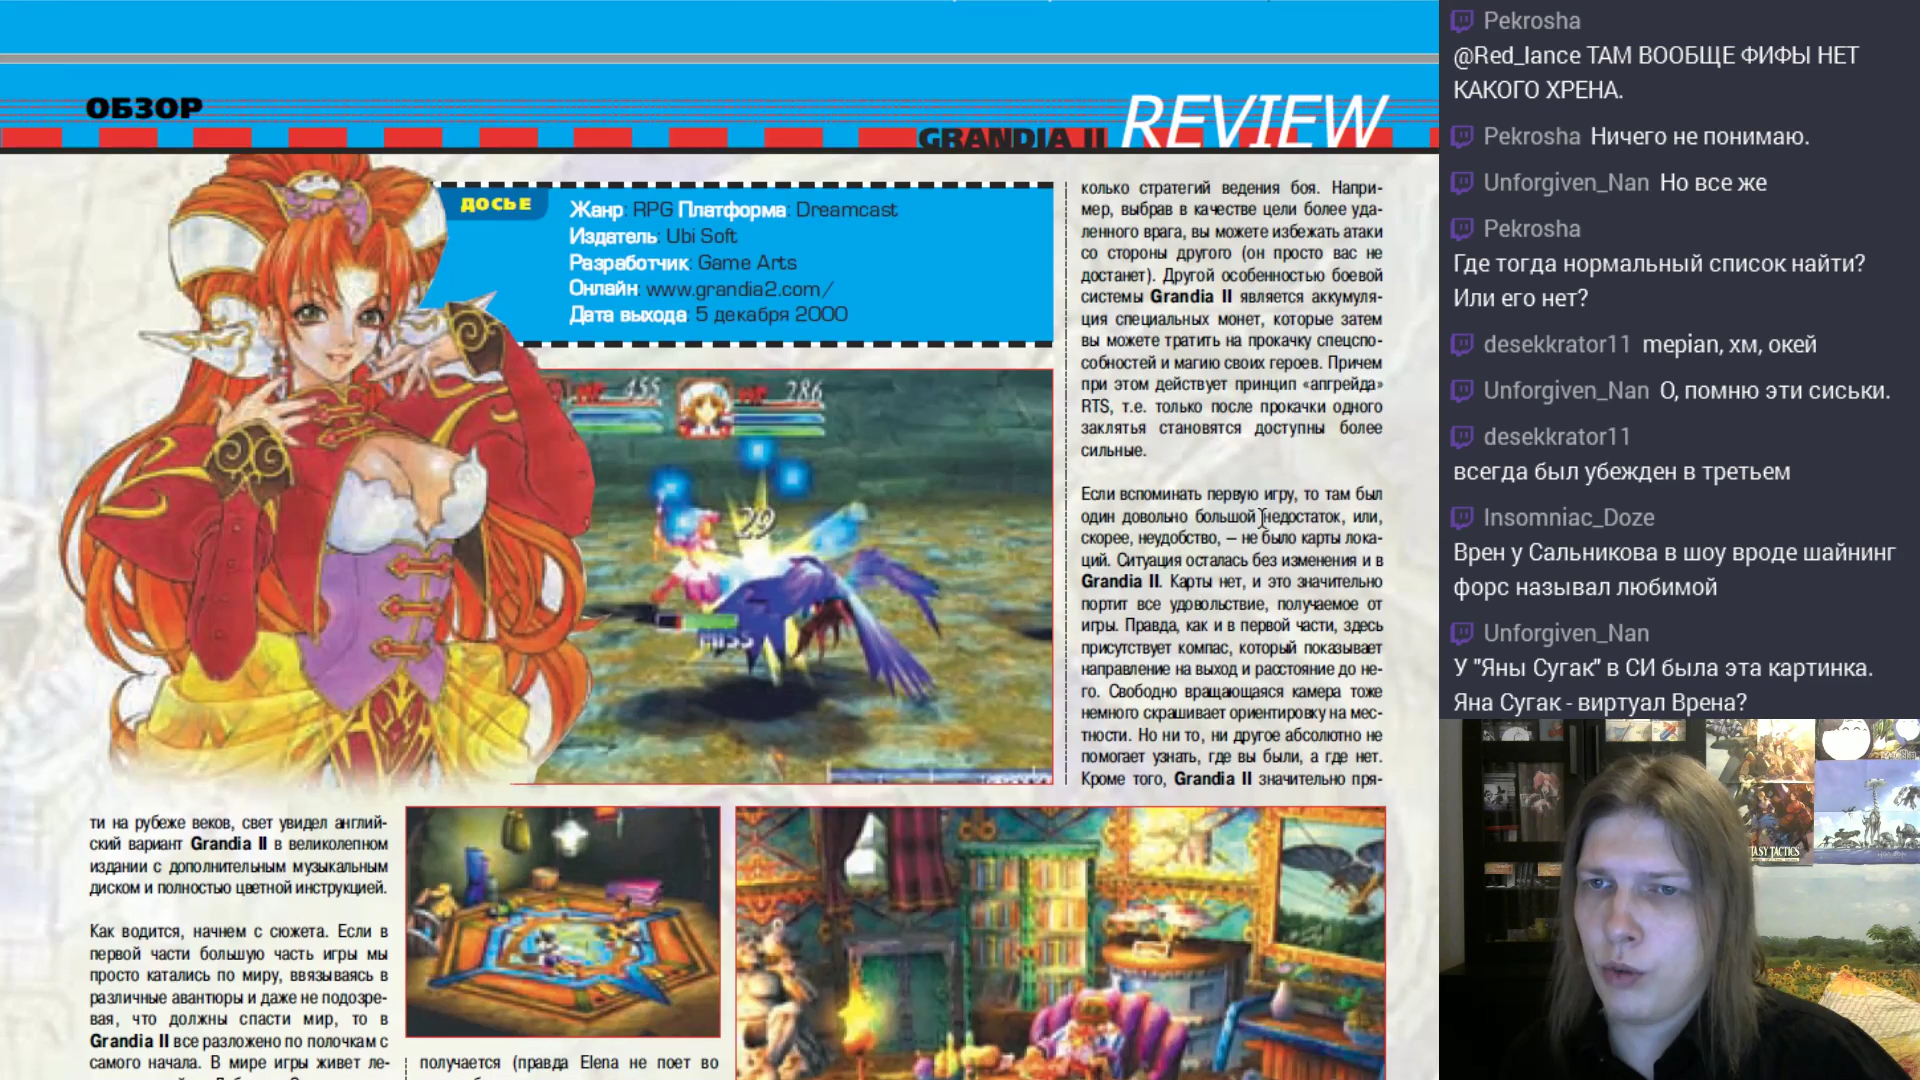 ОБЗОР
GRANDIA II
REVIEW
ДОСЬЕ
Жанр: RPG Платформа: Dreamcast
Издатель: Ubi Soft
Разработчик: Game Arts
Онлайн: www.grandia2.com/
Дата выхода: 5 декабря 2000
455
286
29
MISS
колько стратегий ведения боя. Напри-
мер, выбрав в качестве цели более уда-
ленного врага, вы можете избежать атаки
со стороны другого (он просто вас не
достанет). Другой особенностью боевой
системы Grandia II является аккумуля-
ция специальных монет, которые затем
вы можете тратить на прокачку спецспо-
собностей и магию своих героев. Причем
при этом действует принцип «апгрейда»
RTS, т.е. только после прокачки одного
заклятья становятся доступны более
сильные.
Если вспоминать первую игру, то там был
один довольно большой недостаток, или,
скорее, неудобство, – не было карты лока-
ций. Ситуация осталась без изменения и в
Grandia II. Карты нет, и это значительно
портит все удовольствие, получаемое от
игры. Правда, как и в первой части, здесь
присутствует компас, который показывает
направление на выход и расстояние до не-
го. Свободно вращающаяся камера тоже
немного скрашивает ориентировку на мес-
тности. Но ни то, ни другое абсолютно не
помогает узнать, где вы были, а где нет.
Кроме того, Grandia II значительно пря-
ти на рубеже веков, свет увидел англий-
ский вариант Grandia II в великолепном
издании с дополнительным музыкальным
диском и полностью цветной инструкцией.
Как водится, начнем с сюжета. Если в
первой части большую часть игры мы
просто катались по миру, ввязываясь в
различные авантюры и даже не подозре-
вая, что должны спасти мир, то в
Grandia II все разложено по полочкам с
самого начала. В мире игры живет ле-
получается (правда Elena не поет во
Pekrosha
@Red_lance ТАМ ВООБЩЕ ФИФЫ НЕТ
КАКОГО ХРЕНА.
Pekrosha Ничего не понимаю.
Unforgiven_Nan Но все же
Pekrosha
Где тогда нормальный список найти?
Или его нет?
desekkrator11 mepian, хм, окей
Unforgiven_Nan О, помню эти сиськи.
desekkrator11
всегда был убежден в третьем
Insomniac_Doze
Врен у Сальникова в шоу вроде шайнинг
форс называл любимой
Unforgiven_Nan
У "Яны Сугак" в СИ была эта картинка.
Яна Сугак - виртуал Врена?
TACTICS